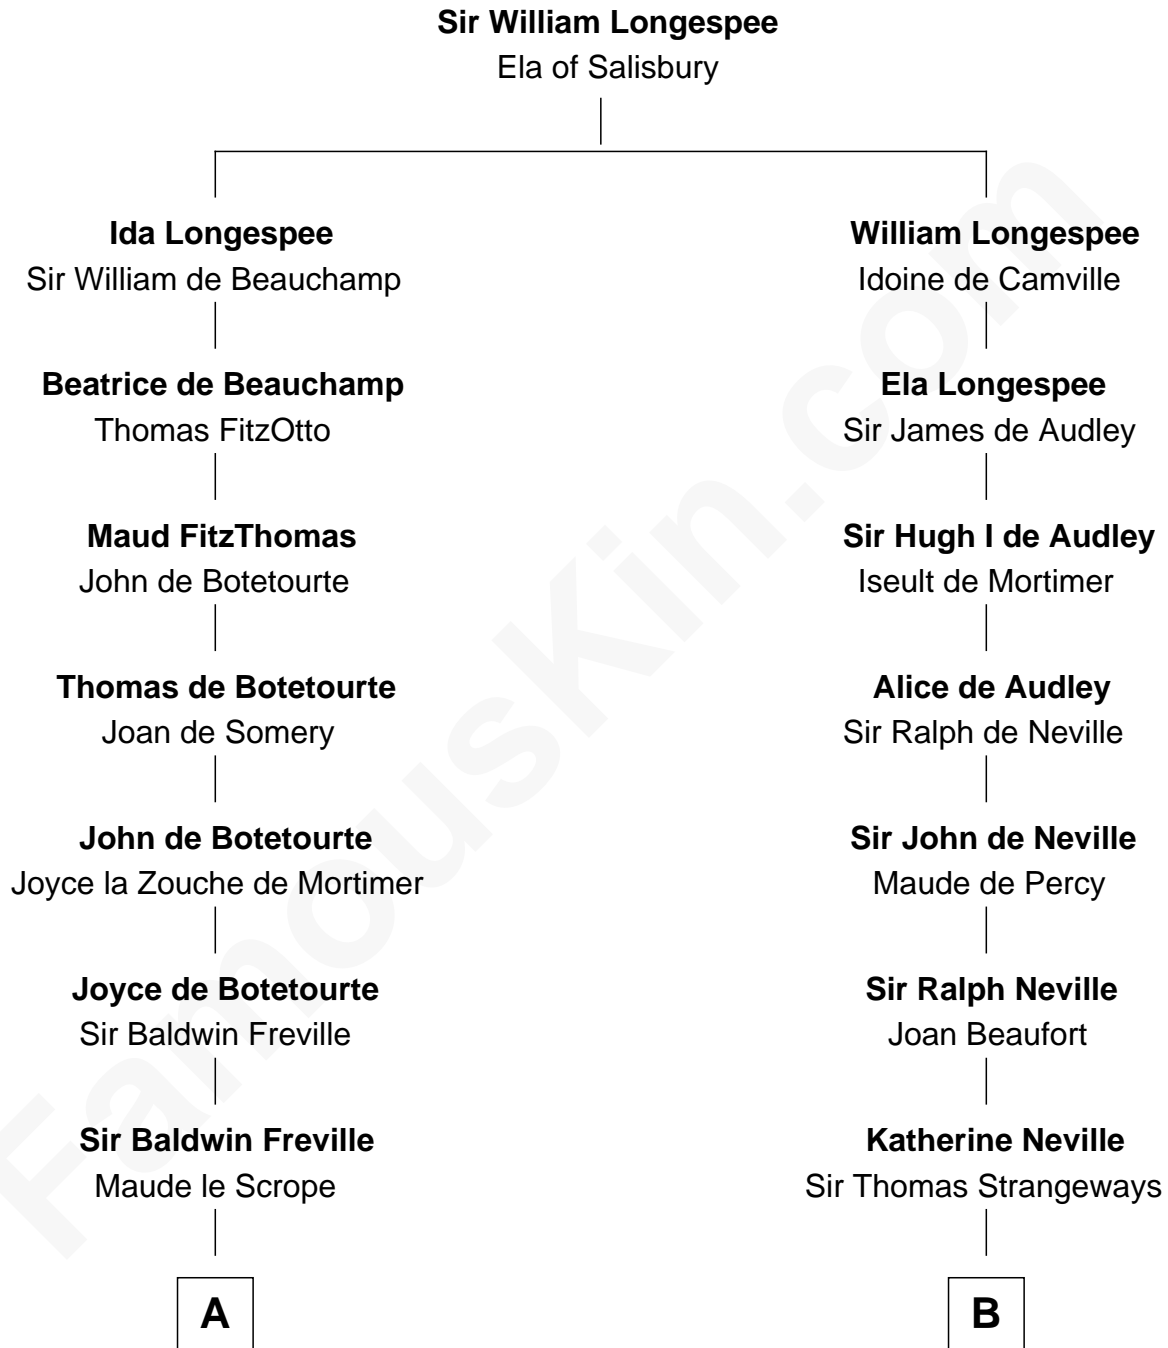 Sir William Longespee
Ela of Salisbury
Ida Longespee
Sir William de Beauchamp
William Longespee
Idoine de Camville
Beatrice de Beauchamp
Thomas FitzOtto
Ela Longespee
Sir James de Audley
Maud FitzThomas
John de Botetourte
Sir Hugh I de Audley
Iseult de Mortimer
Thomas de Botetourte
Joan de Somery
Alice de Audley
Sir Ralph de Neville
John de Botetourte
Joyce la Zouche de Mortimer
Sir John de Neville
Maude de Percy
Joyce de Botetourte
Sir Baldwin Freville
Sir Ralph Neville
Joan Beaufort
Sir Baldwin Freville
Maude le Scrope
Katherine Neville
Sir Thomas Strangeways
A
B
FamousKin.com